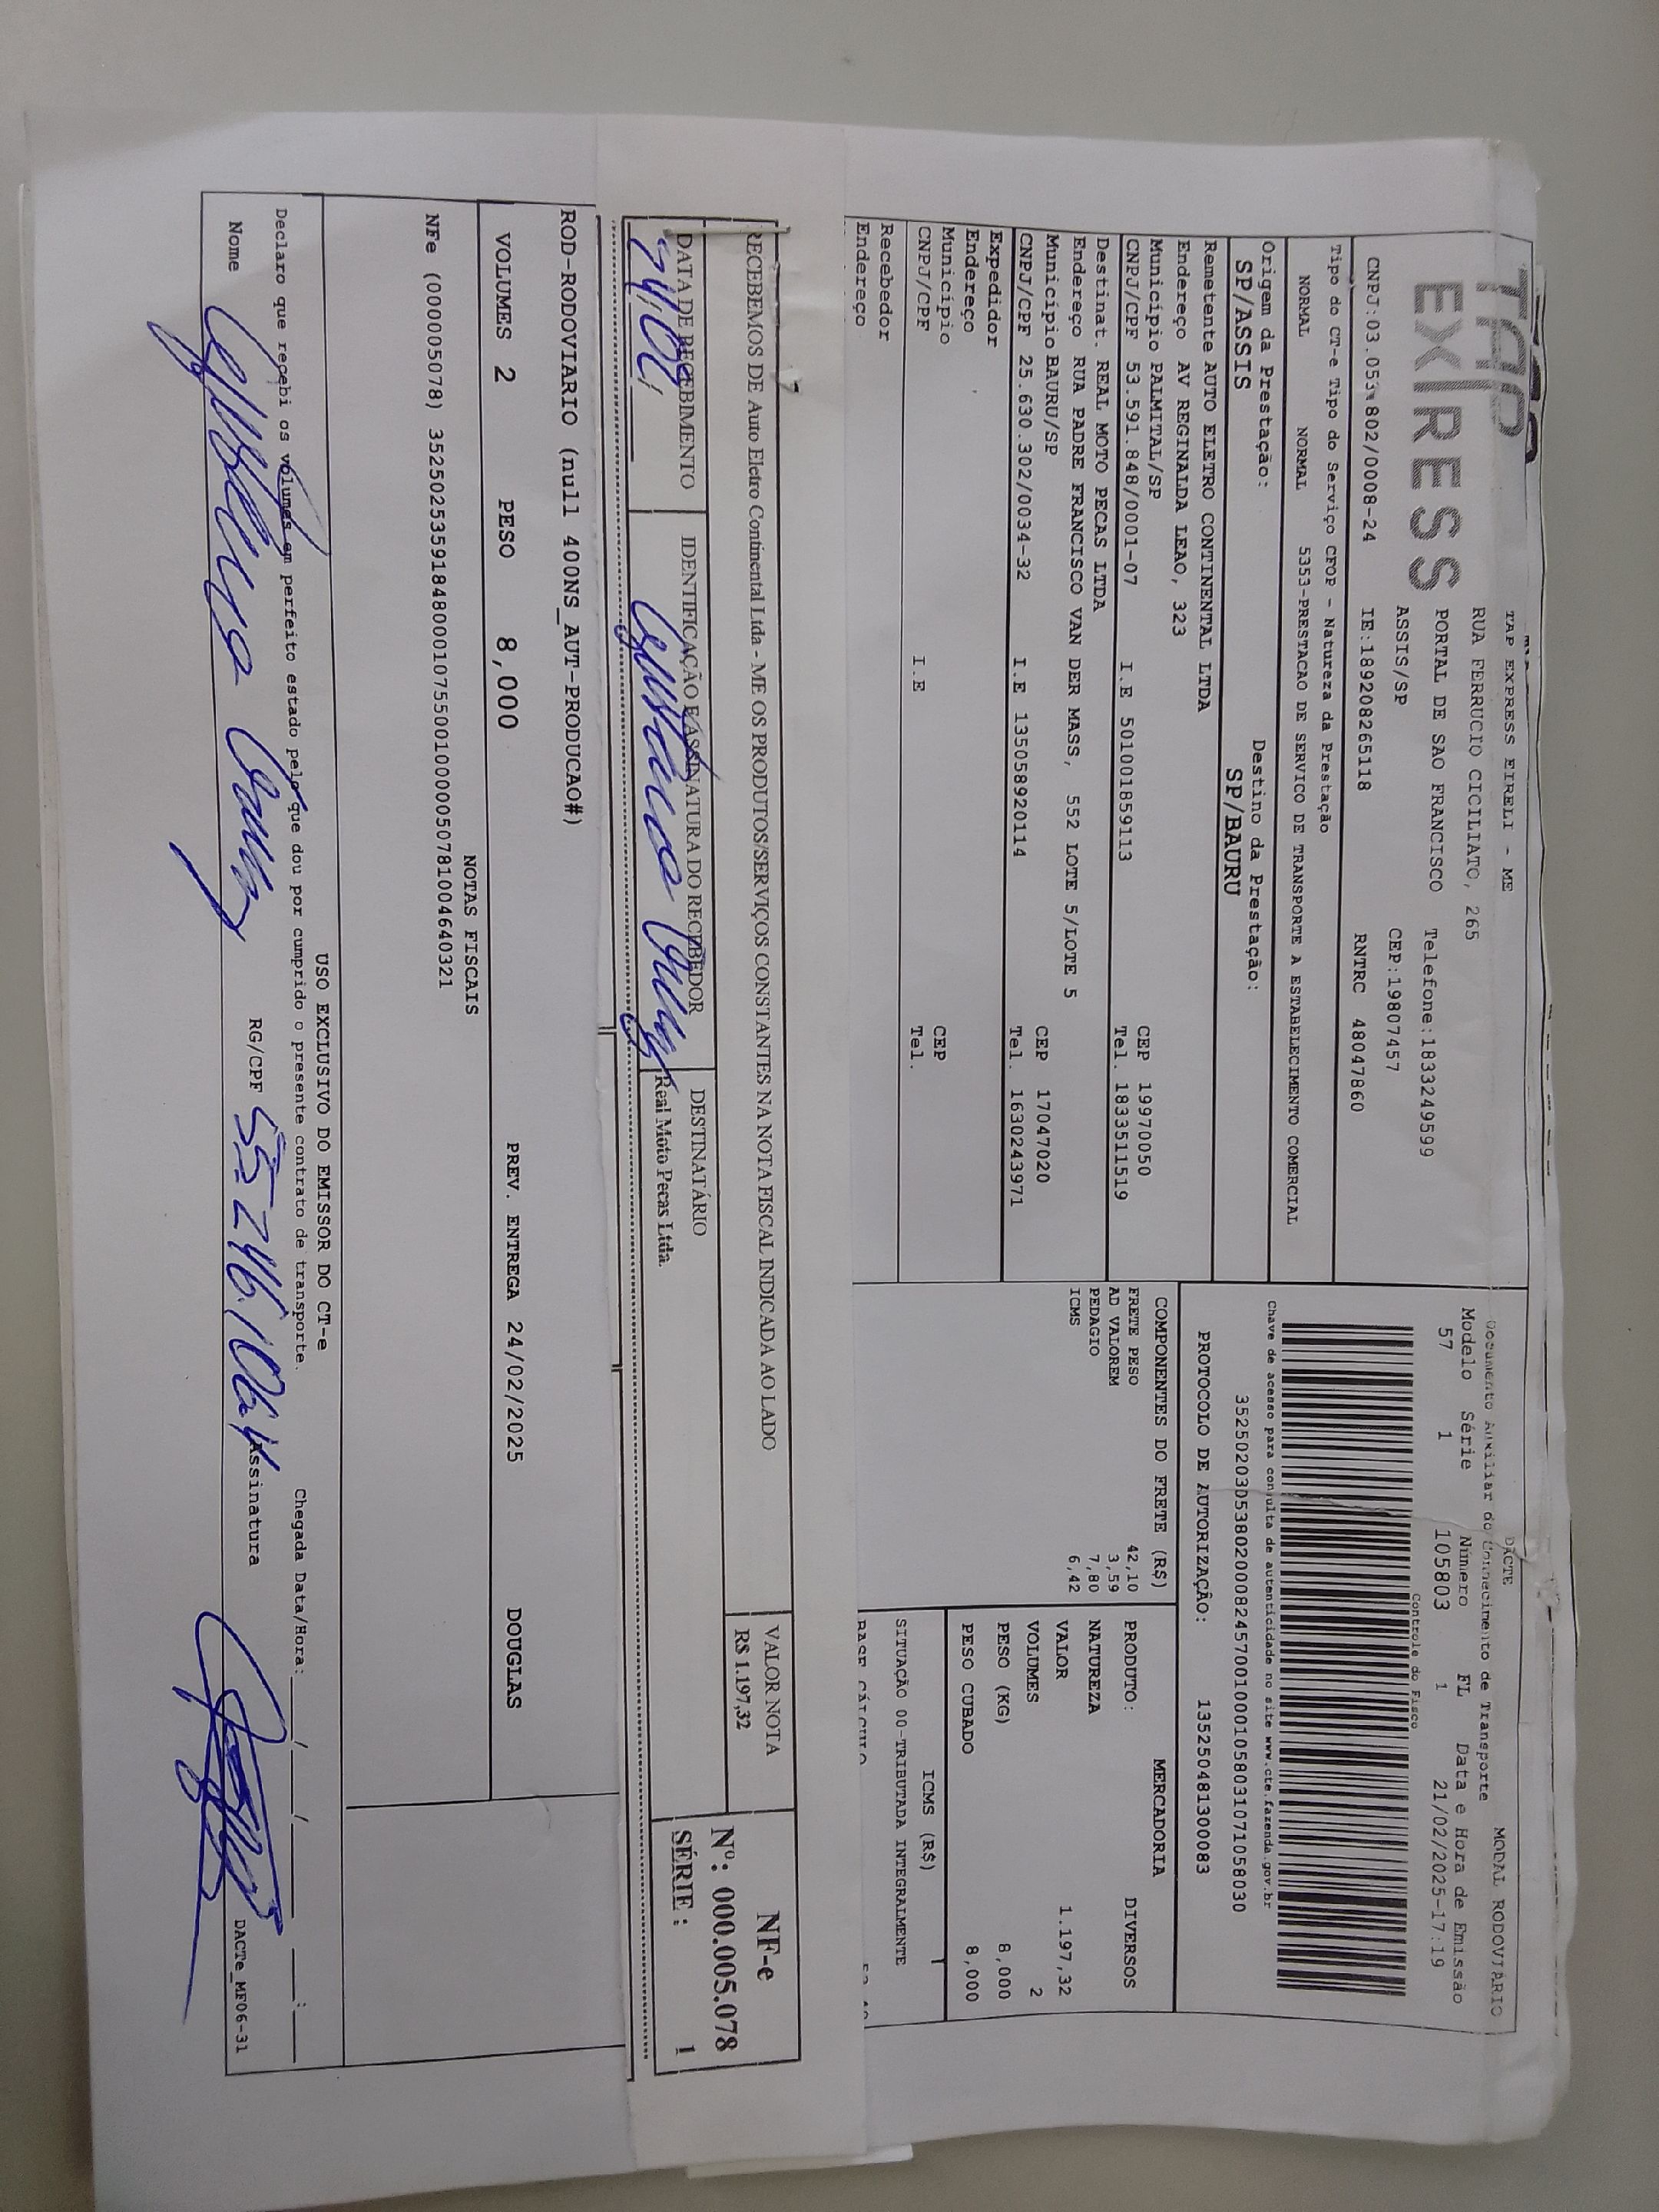 TAP
EXPRESS
TAP EXPRESS EIRELI - ME
RUA FERRUCIO CICILIATO, 265
PORTAL DE SAO FRANCISCO Telefone:1833249599
ASSIS/SP CEP:19807457
CNPJ:03.053.802/0008-24 IE:189208265118 RNTRC 48047860
Tipo do CT-e Tipo do Serviço CFOP - Natureza da Prestação
NORMAL NORMAL 5353-PRESTACAO DE SERVICO DE TRANSPORTE A ESTABELECIMENTO COMERCIAL
Origem da Prestação: Destino da Prestação:
SP/ASSIS SP/BAURU
Remetente AUTO ELETRO CONTINENTAL LTDA
Endereço AV REGINALDA LEAO, 323
Município PALMITAL/SP CEP 19970050
CNPJ/CPF 53.591.848/0001-07 I.E 501001859113 Tel. 1833511519
Destinat. REAL MOTO PECAS LTDA
Endereço RUA PADRE FRANCISCO VAN DER MASS, 552 LOTE 5/LOTE 5
Município BAURU/SP CEP 17047020
CNPJ/CPF 25.630.302/0034-32 I.E 135058920114 Tel. 1630243971
Expedidor
Endereço
Município CEP
CNPJ/CPF I.E Tel.
Recebedor
Endereço
DACTE MODAL RODOVIÁRIO
Documento Auxiliar do Conhecimento de Transporte
Modelo Série Número FL Data e Hora de Emissão
57 1 105803 1 21/02/2025-17:19
Controle do Fisco
Chave de acesso para consulta de autenticidade no site www.cte.fazenda.gov.br
35250203053802000824570010001058031071058030
PROTOCOLO DE AUTORIZAÇÃO: 135250481300083
COMPONENTES DO FRETE (R$)
FRETE PESO 42,10
AD VALOREM 3,59
PEDAGIO 7,80
ICMS 6,42
MERCADORIA
PRODUTO: DIVERSOS
NATUREZA
VALOR 1.197,32
VOLUMES 2
PESO (KG) 8,000
PESO CUBADO 8,000
ICMS (R$)
SITUAÇÃO 00-TRIBUTADA INTEGRALMENTE
BASE CÁLCULO
RECEBEMOS DE Auto Eletro Continental Ltda - ME OS PRODUTOS/SERVIÇOS CONSTANTES NA NOTA FISCAL INDICADA AO LADO
VALOR NOTA
R$ 1.197,32
DATA DE RECEBIMENTO IDENTIFICAÇÃO E ASSINATURA DO RECEBEDOR DESTINATÁRIO
Real Moto Pecas Ltda.
NF-e
Nº: 000.005.078
SÉRIE: 1
ROD-RODOVIARIO (null 400NS_AUT-PRODUCAO#)
VOLUMES 2 PESO 8,000 PREV. ENTREGA 24/02/2025 DOUGLAS
NOTAS FISCAIS
NFe (000005078) 35250253591848000107550010000050781004640321
USO EXCLUSIVO DO EMISSOR DO CT-e
Declaro que recebi os volumes em perfeito estado pelo que dou por cumprido o presente contrato de transporte. Chegada Data/Hora: / / :
Nome RG/CPF Assinatura
DACTe_MF06-31